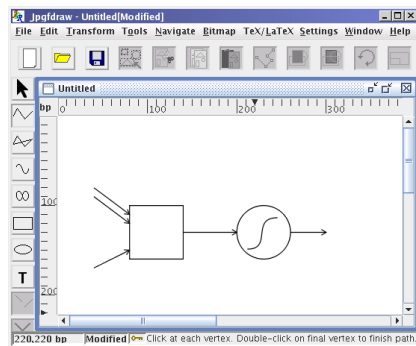 Jpgfdraw - Untitled[Modified]
File Edit Transform Tools Navigate Bitmap TeX/LaTeX Settings Window Help
Untitled
bp 0 100 200 300
100
T
200
220,220 bp Modified Click at each vertex. Double-click on final vertex to finish path